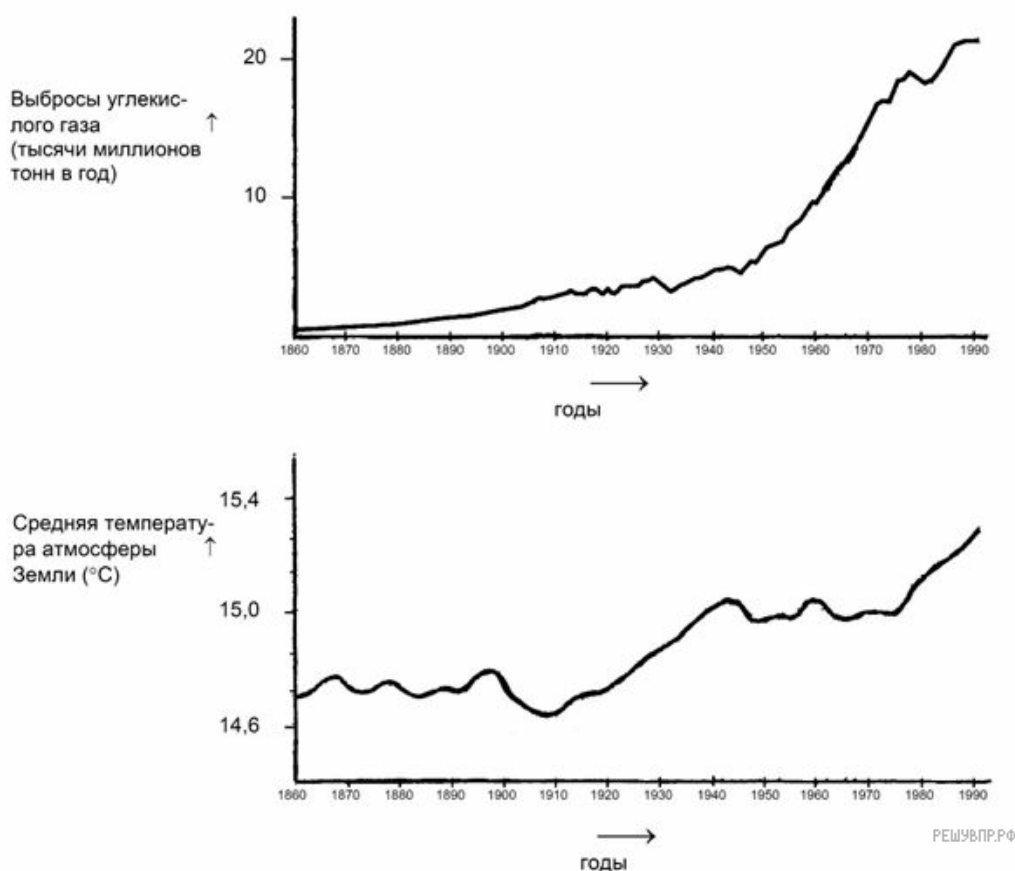 Выбросы углекис-
лого газа
(тысячи миллионов
тонн в год)
↑
20
10
1860 1870 1880 1890 1900 1910 1920 1930 1940 1950 1960 1970 1980 1990
годы
Средняя температу-
ра атмосферы
Земли (°C)
↑
15,4
15,0
14,6
1860 1870 1880 1890 1900 1910 1920 1930 1940 1950 1960 1970 1980 1990
годы
РЕШУВПР.РФ